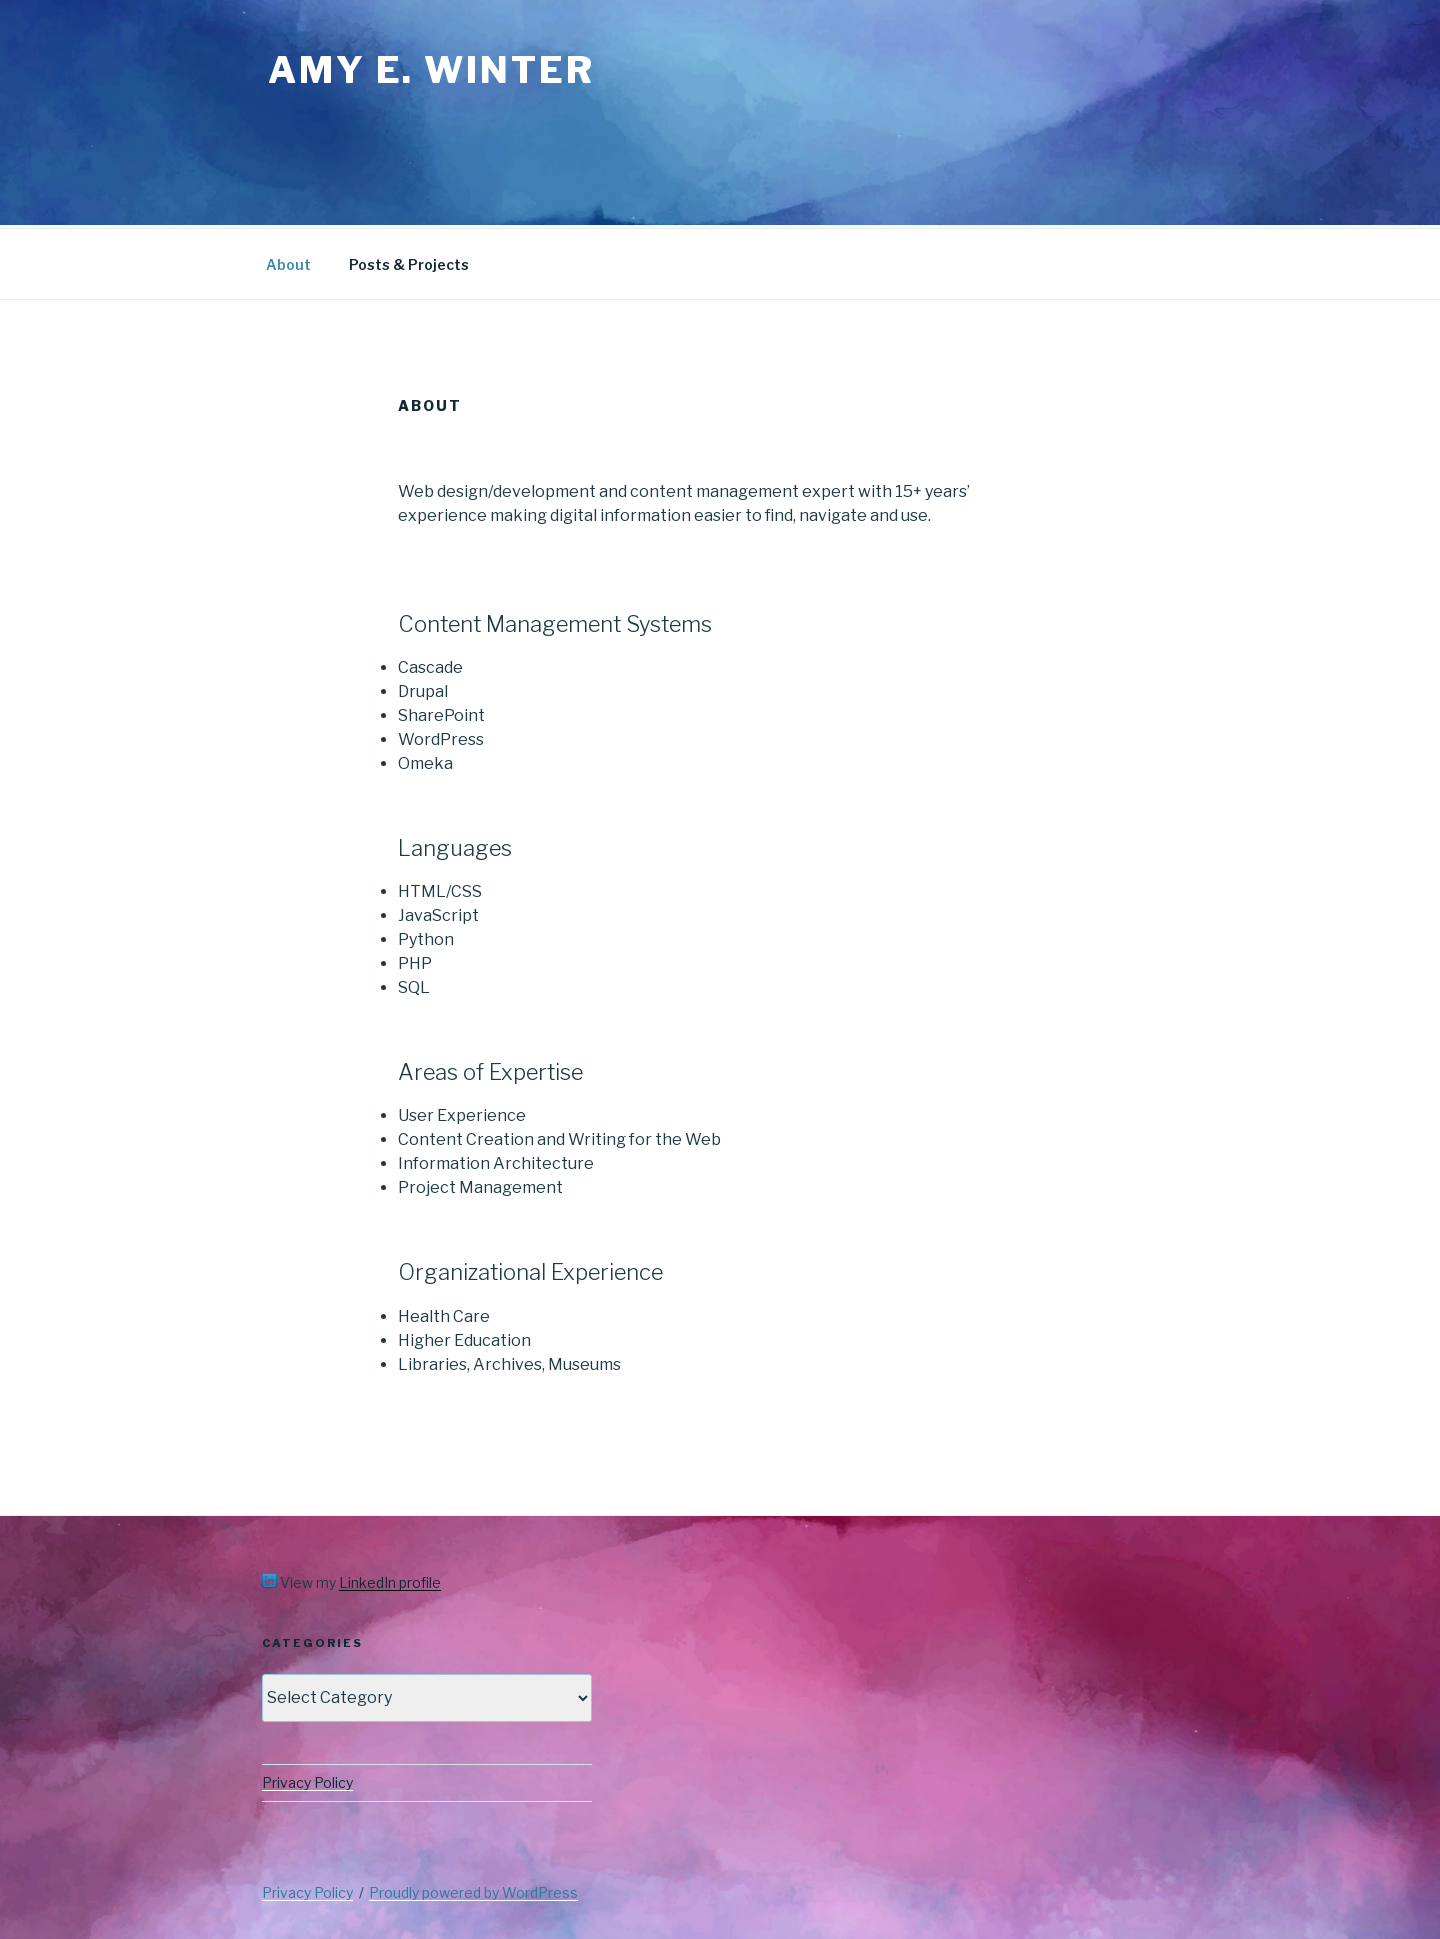 AMY E. WINTER
About
Posts & Projects
ABOUT
Web design/development and content management expert with 15+ years’
experience making digital information easier to find, navigate and use.
Content Management Systems
Cascade
Drupal
SharePoint
WordPress
Omeka
Languages
HTML/CSS
JavaScript
Python
PHP
SQL
Areas of Expertise
User Experience
Content Creation and Writing for the Web
Information Architecture
Project Management
Organizational Experience
Health Care
Higher Education
Libraries, Archives, Museums
View my LinkedIn profile
CATEGORIES
Select Category
Privacy Policy
Privacy Policy / Proudly powered by WordPress